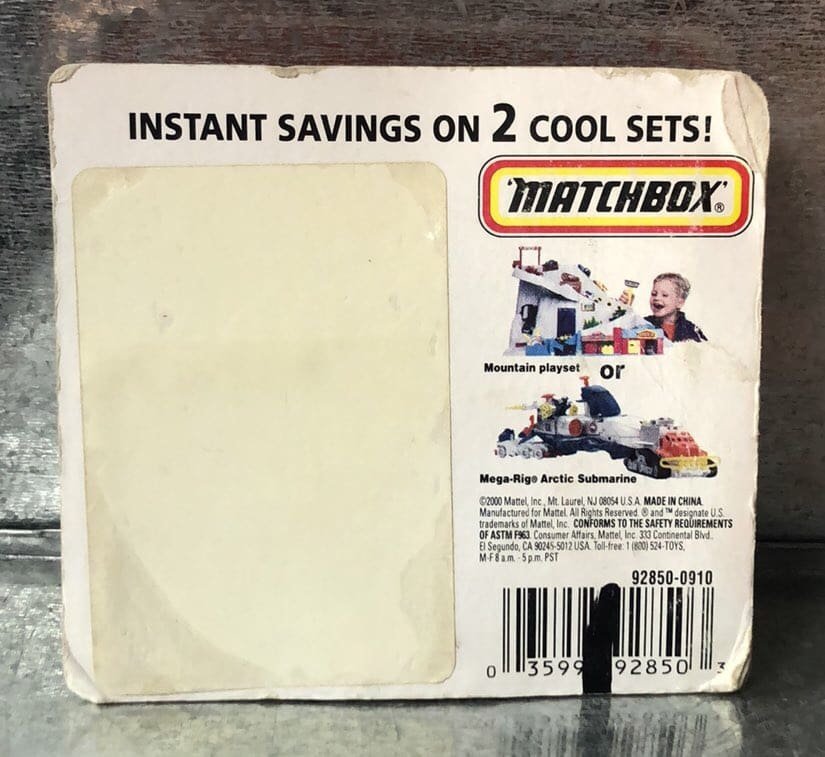 INSTANT SAVINGS ON 2 COOL SETS!
'MATCHBOX'®
Mountain playset or
Mega-Rig® Arctic Submarine
©2000 Mattel, Inc., Mt. Laurel, NJ 08054 U.S.A. MADE IN CHINA.
Manufactured for Mattel. All Rights Reserved. ® and ™ designate U.S.
trademarks of Mattel, Inc. CONFORMS TO THE SAFETY REQUIREMENTS
OF ASTM F963. Consumer Affairs, Mattel, Inc. 333 Continental Blvd.
El Segundo, CA 90245-5012 USA. Toll-free: 1 (800) 524-TOYS,
M-F 8 a.m. - 5 p.m. PST
92850-0910
0 3599 92850 3